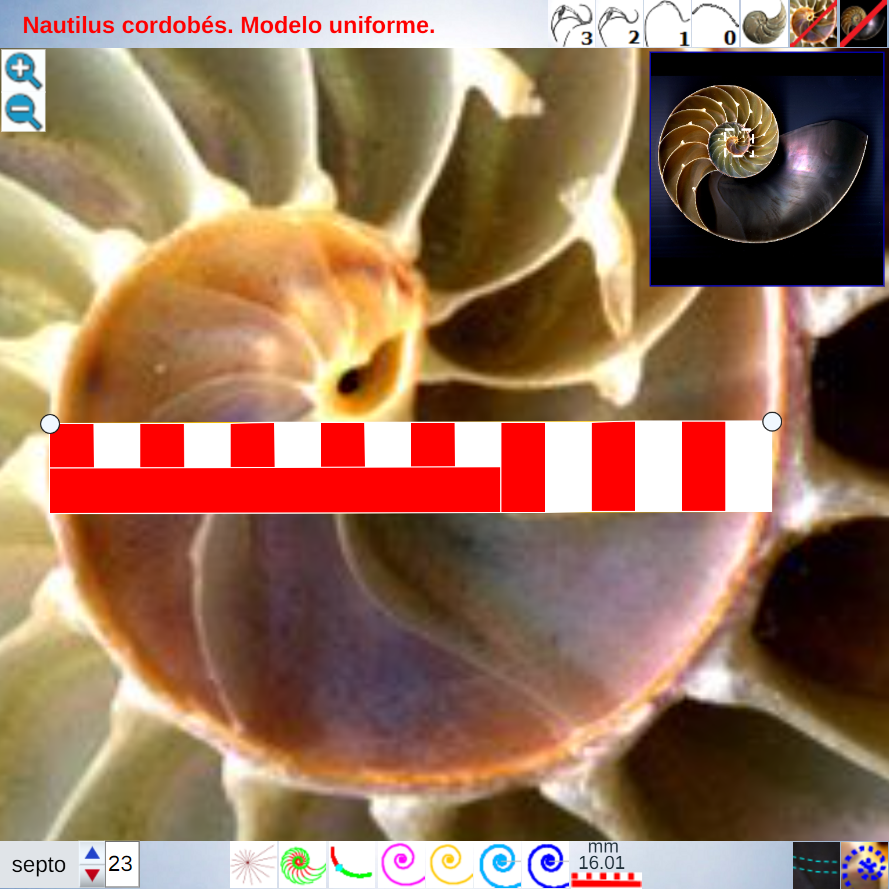 Nautilus cordobés. Modelo uniforme.
3 2 1 0
septo 23
mm
16.01